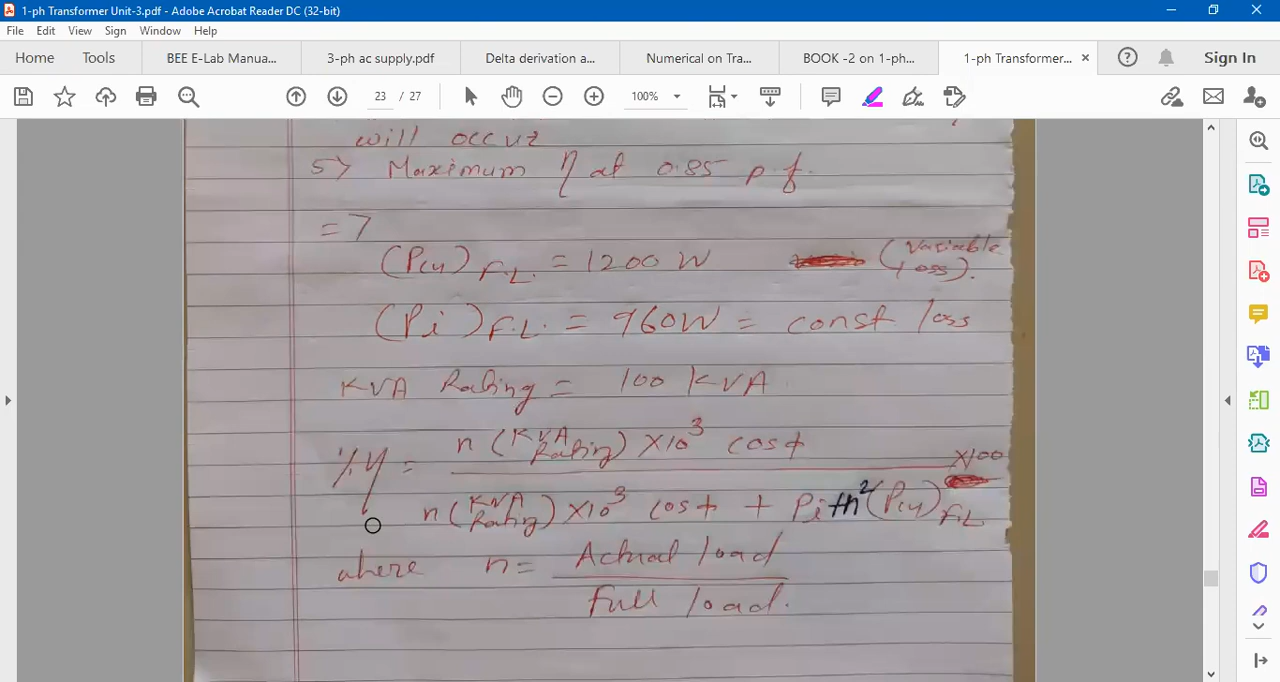 1-ph Transformer Unit-3.pdf - Adobe Acrobat Reader DC (32-bit)
File Edit View Sign Window Help
Home Tools BEE E-Lab Manua... 3-ph ac supply.pdf Delta derivation a... Numerical on Tra... BOOK -2 on 1-ph... 1-ph Transformer... Sign In
23 / 27 100%
will occur
5> Maximum η at 0.85 p.f.
=>
(Pcu) F.L. = 1200 W (Variable loss).
(Pi) F.L. = 960W = const loss
KVA Rating = 100 KVA
%η = n (KVA Rating) ×10³ cosφ
×100
n (KVA Rating) ×10³ cosφ + Pi+n² (Pcu) F.L
where n = Actual load
Full load.